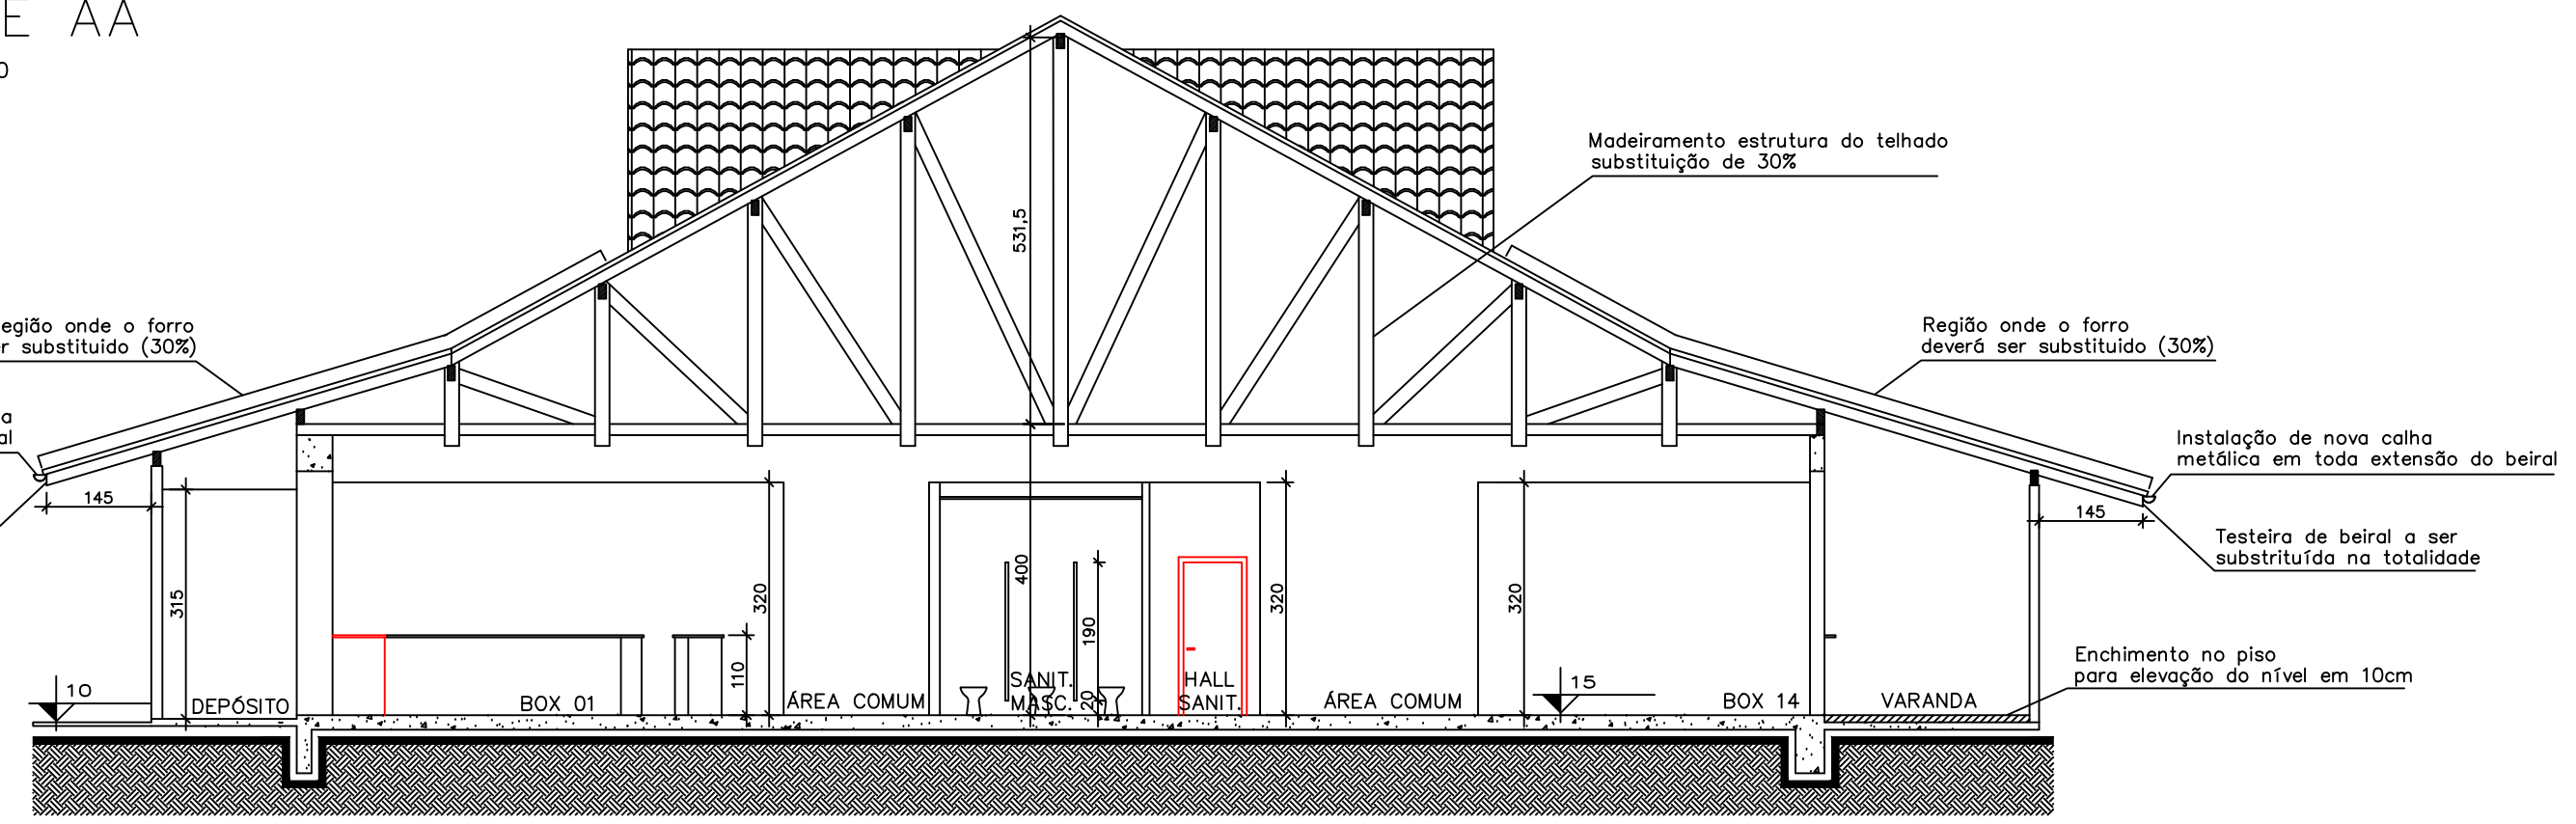 E AA
Madeiramento estrutura do telhado
substituição de 30%
531,5
egião onde o forro
er substituido (30%)
Região onde o forro
deverá ser substituido (30%)
a
al
Instalação de nova calha
metálica em toda extensão do beiral
145
145
Testeira de beiral a ser
substrituída na totalidade
315
320
400
190
320
320
110
20
10
15
DEPÓSITO
BOX 01
ÁREA COMUM
SANIT.
MASC.
HALL
SANIT.
ÁREA COMUM
BOX 14
VARANDA
Enchimento no piso
para elevação do nível em 10cm